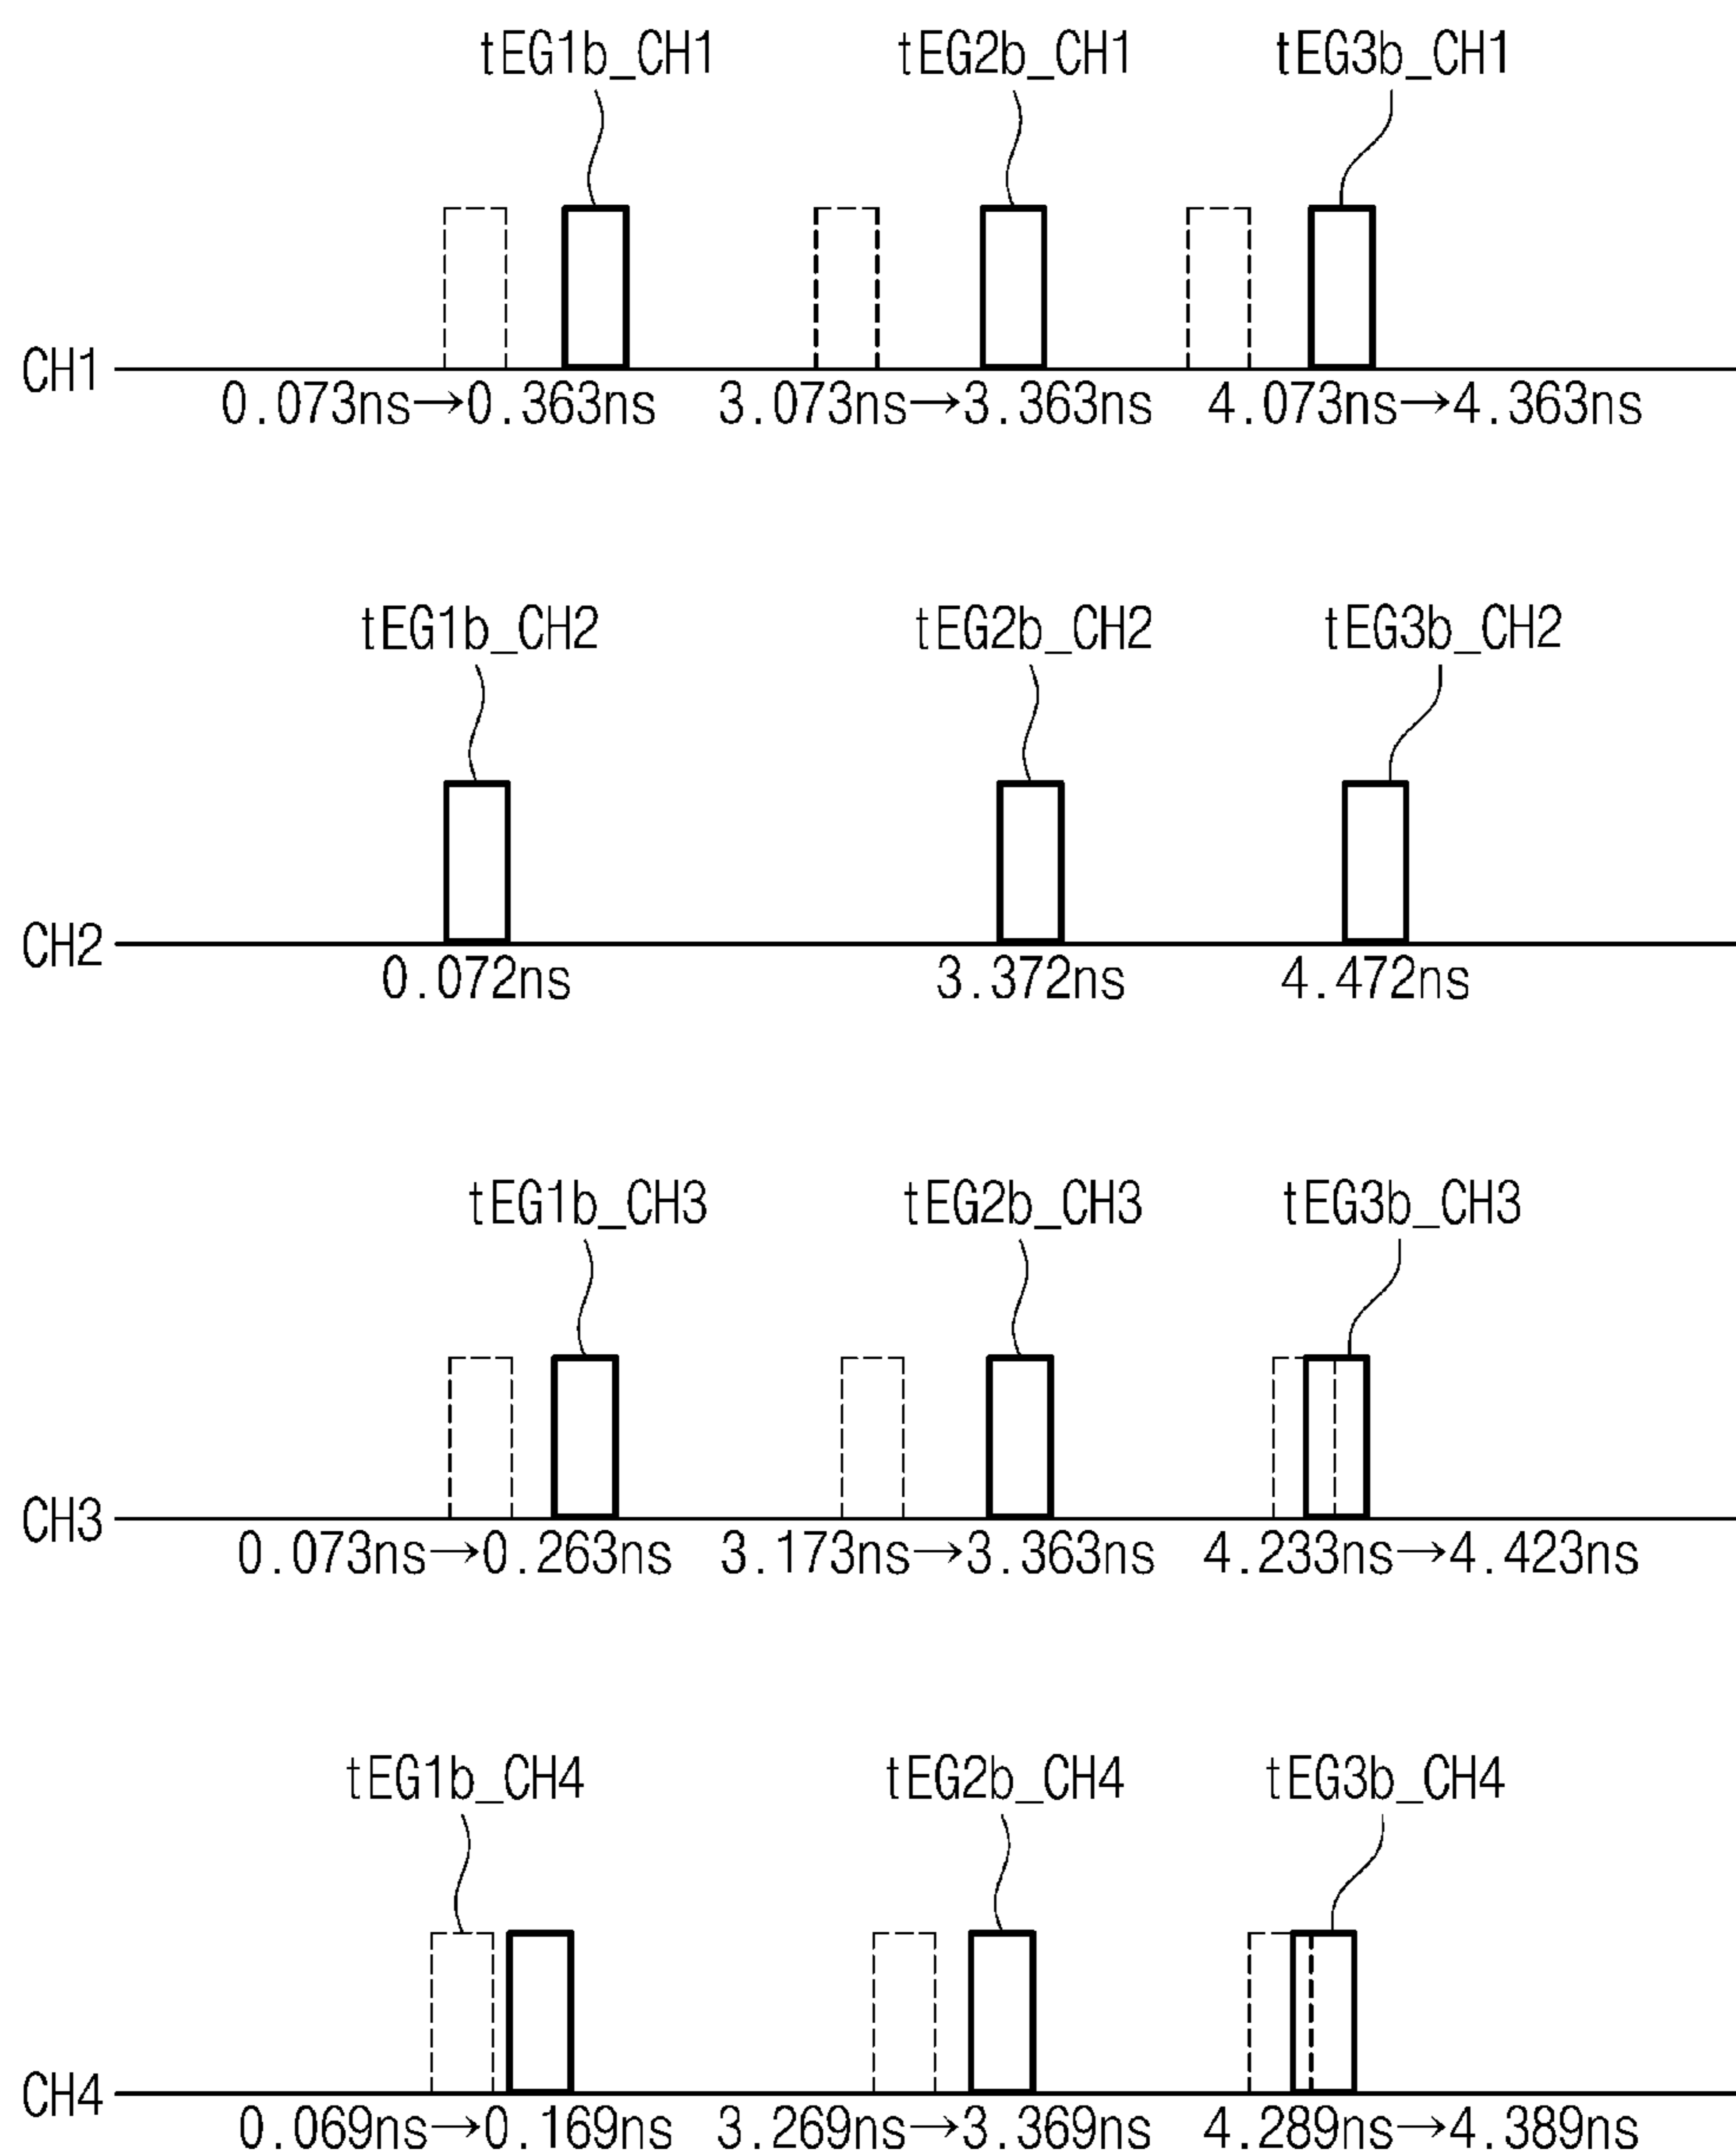 tEG1b_CH1 tEG2b_CH1 tEG3b_CH1
CH1
0.073ns→0.363ns 3.073ns→3.363ns 4.073ns→4.363ns
tEG1b_CH2 tEG2b_CH2 tEG3b_CH2
CH2
0.072ns 3.372ns 4.472ns
tEG1b_CH3 tEG2b_CH3 tEG3b_CH3
CH3
0.073ns→0.263ns 3.173ns→3.363ns 4.233ns→4.423ns
tEG1b_CH4 tEG2b_CH4 tEG3b_CH4
CH4
0.069ns→0.169ns 3.269ns→3.369ns 4.289ns→4.389ns